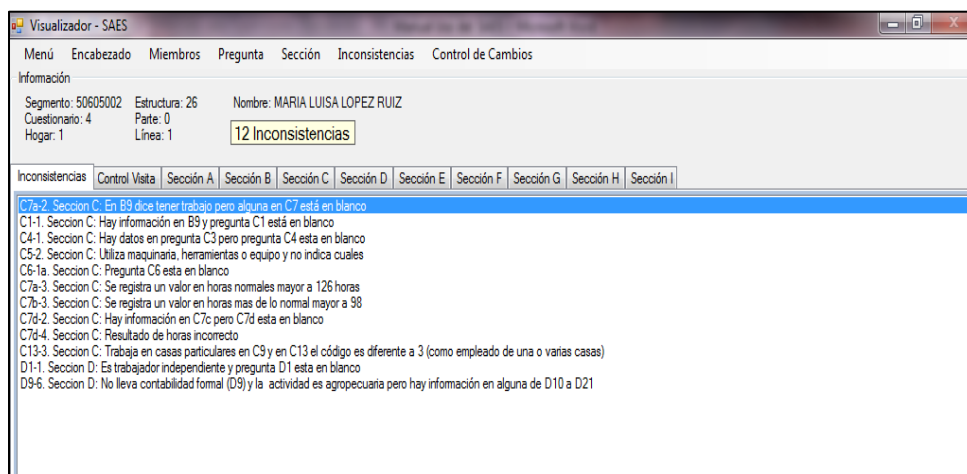 Visualizador - SAES
Menú Encabezado Miembros Pregunta Sección Inconsistencias Control de Cambios
Información
Segmento: 50605002 Estructura: 26 Nombre: MARIA LUISA LOPEZ RUIZ
Cuestionario: 4 Parte: 0
Hogar: 1 Línea: 1 12 Inconsistencias
Inconsistencias Control Visita Sección A Sección B Sección C Sección D Sección E Sección F Sección G Sección H Sección I
C7a-2. Seccion C: En B9 dice tener trabajo pero alguna en C7 está en blanco
C1-1. Seccion C: Hay información en B9 y pregunta C1 está en blanco
C4-1. Seccion C: Hay datos en pregunta C3 pero pregunta C4 esta en blanco
C5-2. Seccion C: Utiliza maquinaria, herramientas o equipo y no indica cuales
C6-1a. Seccion C: Pregunta C6 esta en blanco
C7a-3. Seccion C: Se registra un valor en horas normales mayor a 126 horas
C7b-3. Seccion C: Se registra un valor en horas mas de lo normal mayor a 98
C7d-2. Seccion C: Hay información en C7c pero C7d esta en blanco
C7d-4. Seccion C: Resultado de horas incorrecto
C13-3. Seccion C: Trabaja en casas particulares en C9 y en C13 el código es diferente a 3 (como empleado de una o varias casas)
D1-1. Seccion D: Es trabajador independiente y pregunta D1 esta en blanco
D9-6. Seccion D: No lleva contabilidad formal (D9) y la actividad es agropecuaria pero hay información en alguna de D10 a D21